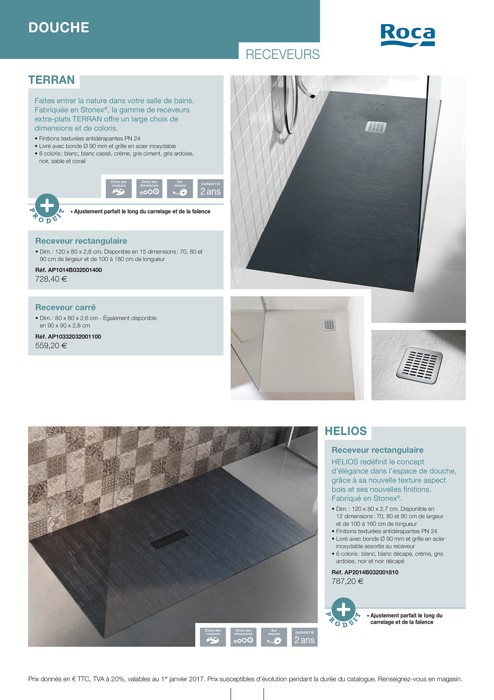 DOUCHE
Roca
RECEVEURS
TERRAN
Faites entrer la nature dans votre salle de bains.
Fabriquée en Stonex®, la gamme de receveurs
extra-plats TERRAN offre un large choix de
dimensions et de coloris.
• Finitions texturées antidérapantes PN 24
• Livré avec bonde Ø 90 mm et grille en acier inoxydable
• 6 coloris : blanc, blanc cassé, crème, gris ciment, gris ardoise,
noir, sable et corail
GARANTIE
2 ans
+
PRODUIT
• Ajustement parfait le long du carrelage et de la faïence
Receveur rectangulaire
• Dim. : 120 x 80 x 2,8 cm. Disponible en 15 dimensions : 70, 80 et
90 cm de largeur et de 100 à 180 cm de longueur
Réf. AP1014B032001400
728,40 €
Receveur carré
• Dim. : 80 x 80 x 2,6 cm - Également disponible
en 90 x 90 x 2,8 cm
Réf. AP10332032001100
559,20 €
HELIOS
Receveur rectangulaire
HELIOS redéfinit le concept
d'élégance dans l'espace de douche,
grâce à sa nouvelle texture aspect
bois et ses nouvelles finitions.
Fabriqué en Stonex®.
• Dim. : 120 x 80 x 2,7 cm. Disponible en
12 dimensions : 70, 80 90 cm de largeur
et de 100 à 160 cm de longueur
• Finitions texturées antidérapantes PN 24
• Livré avec bonde Ø 90 mm et grille en acier
inoxydable assortie au receveur
• 6 coloris : blanc, blanc décapé, crème, gris
ardoise, noir et noir décapé
Réf. AP2014B032001810
787,20 €
+
PRODUIT
• Ajustement parfait le long du
carrelage et de la faïence
GARANTIE
2 ans
Prix donnés en € TTC, TVA à 20%, valables au 1er janvier 2017. Prix susceptibles d'évolution pendant la durée du catalogue. Renseignez-vous en magasin.